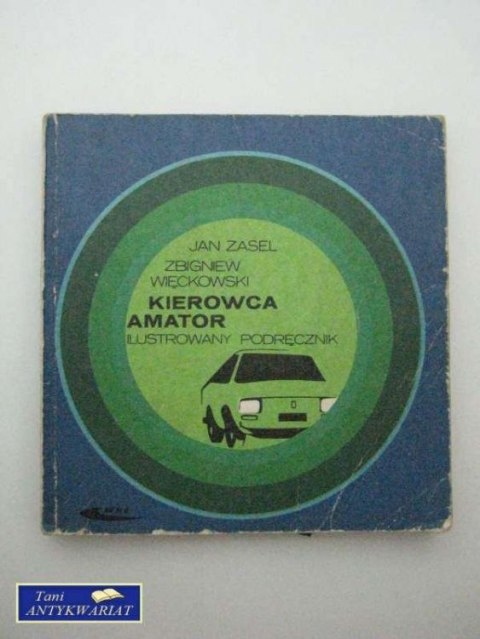 JAN ZASEL
ZBIGNIEW
WIĘCKOWSKI
KIEROWCA
AMATOR
ILUSTROWANY PODRĘCZNIK
Tani
ANTYKWARIAT